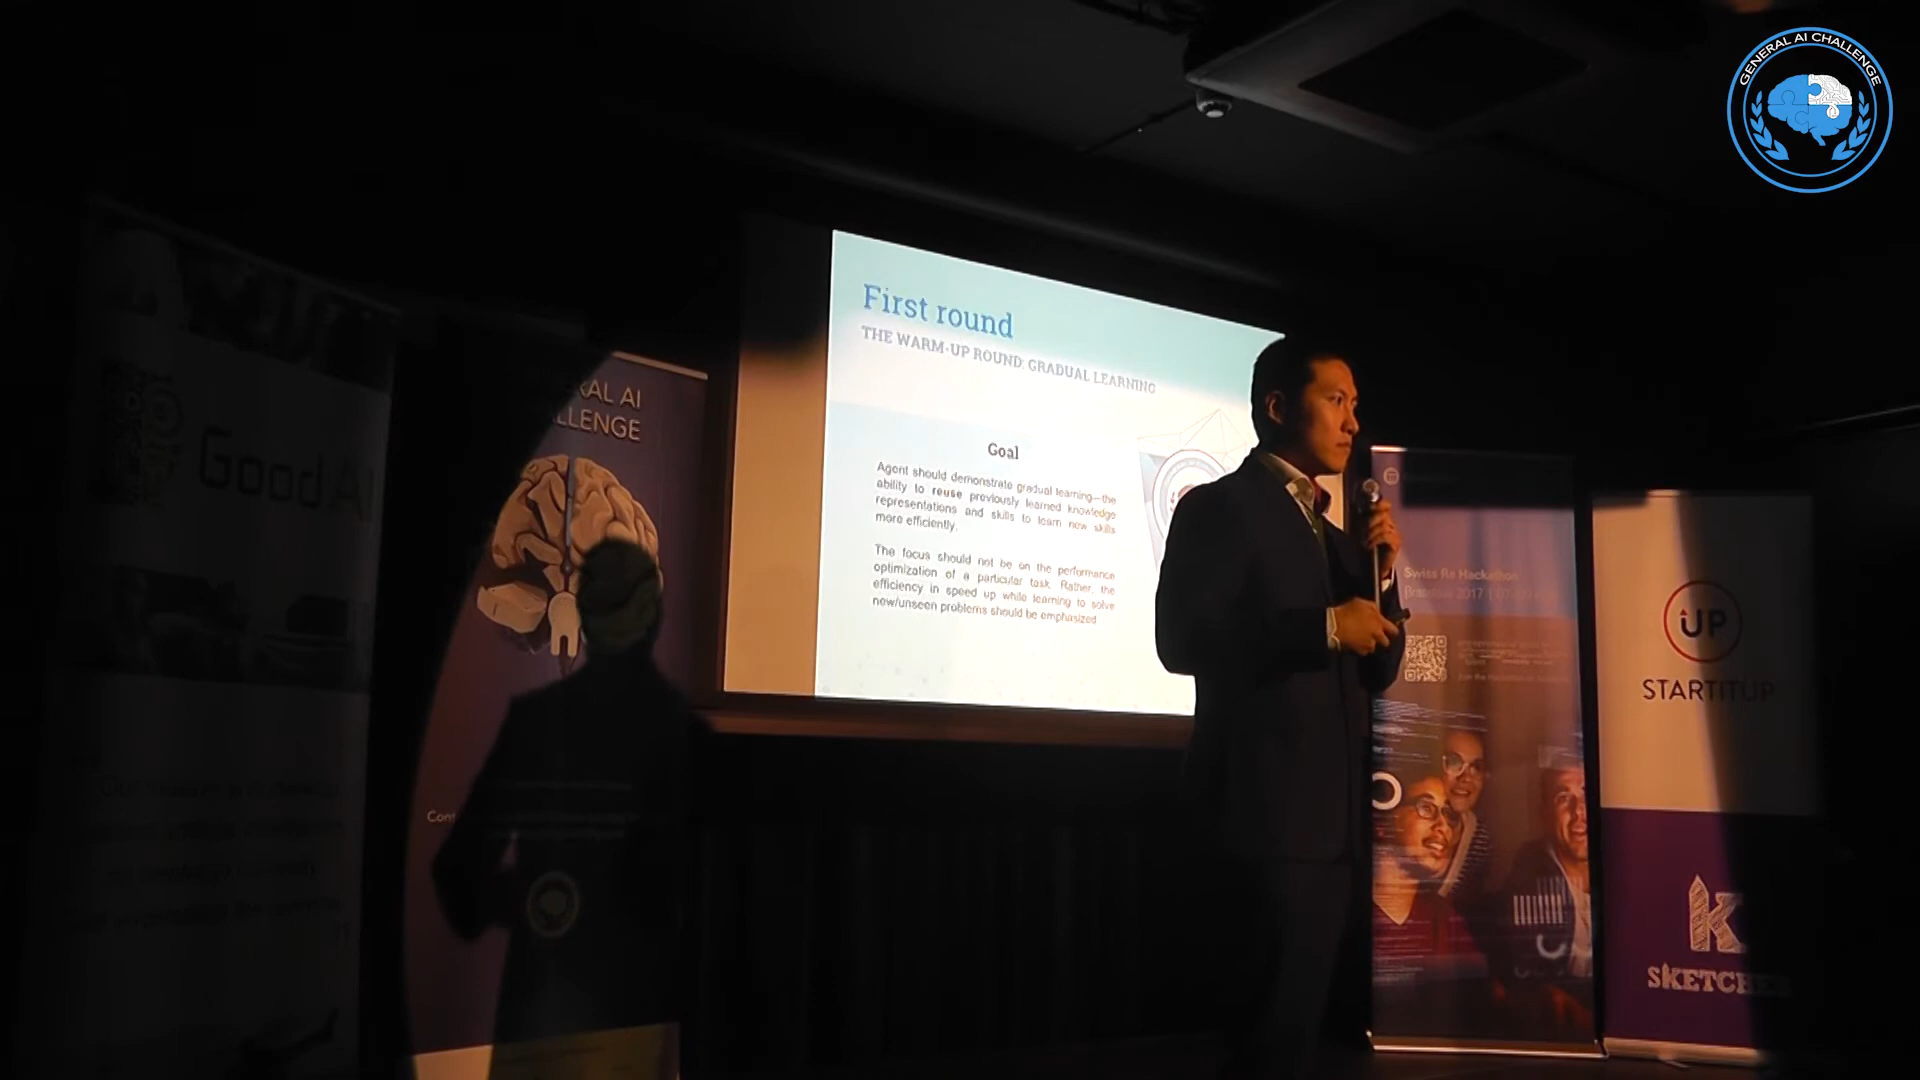 GENERAL AI CHALLENGE
First round
THE WARM-UP ROUND: GRADUAL LEARNING
Goal
Agent should demonstrate gradual learning—the
ability to reuse previously learned knowledge
representations and skills to learn new skills
more efficiently.
The focus should not be on the performance
optimization of a particular task. Rather, the
efficiency in speed up while learning to solve
new/unseen problems should be emphasized
RAL AI
LLENGE
GoodAI
Swiss Re Hackathon
2017
UP
STARTITUP
K
SKETCH